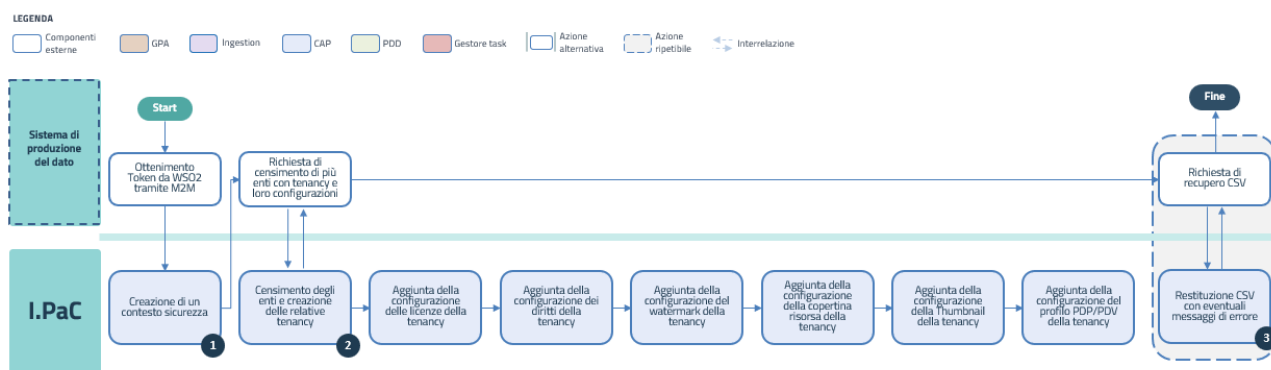 LEGENDA
Componenti
esterne
GPA
Ingestion
CAP
PDD
Gestore task
Azione
alternativa
Azione
ripetibile
Interrelazione
Sistema di
produzione
del dato
Start
Fine
Ottenimento
Token da WSO2
tramite M2M
Richiesta di
censimento di più
enti con tenancy e
loro configurazioni
Richiesta di
recupero CSV
I.PaC
Creazione di un
contesto sicurezza
1
Censimento degli
enti e creazione
delle relative
tenancy
2
Aggiunta della
configurazione
delle licenze della
tenancy
Aggiunta della
configurazione dei
diritti della tenancy
Aggiunta della
configurazione del
watermark della
tenancy
Aggiunta della
configurazione
della copertina
risorsa della
tenancy
Aggiunta della
configurazione
della Thumbnail
della tenancy
Aggiunta della
configurazione del
profilo PDP/PDV
della tenancy
Restituzione CSV
con eventuali
messaggi di errore
3